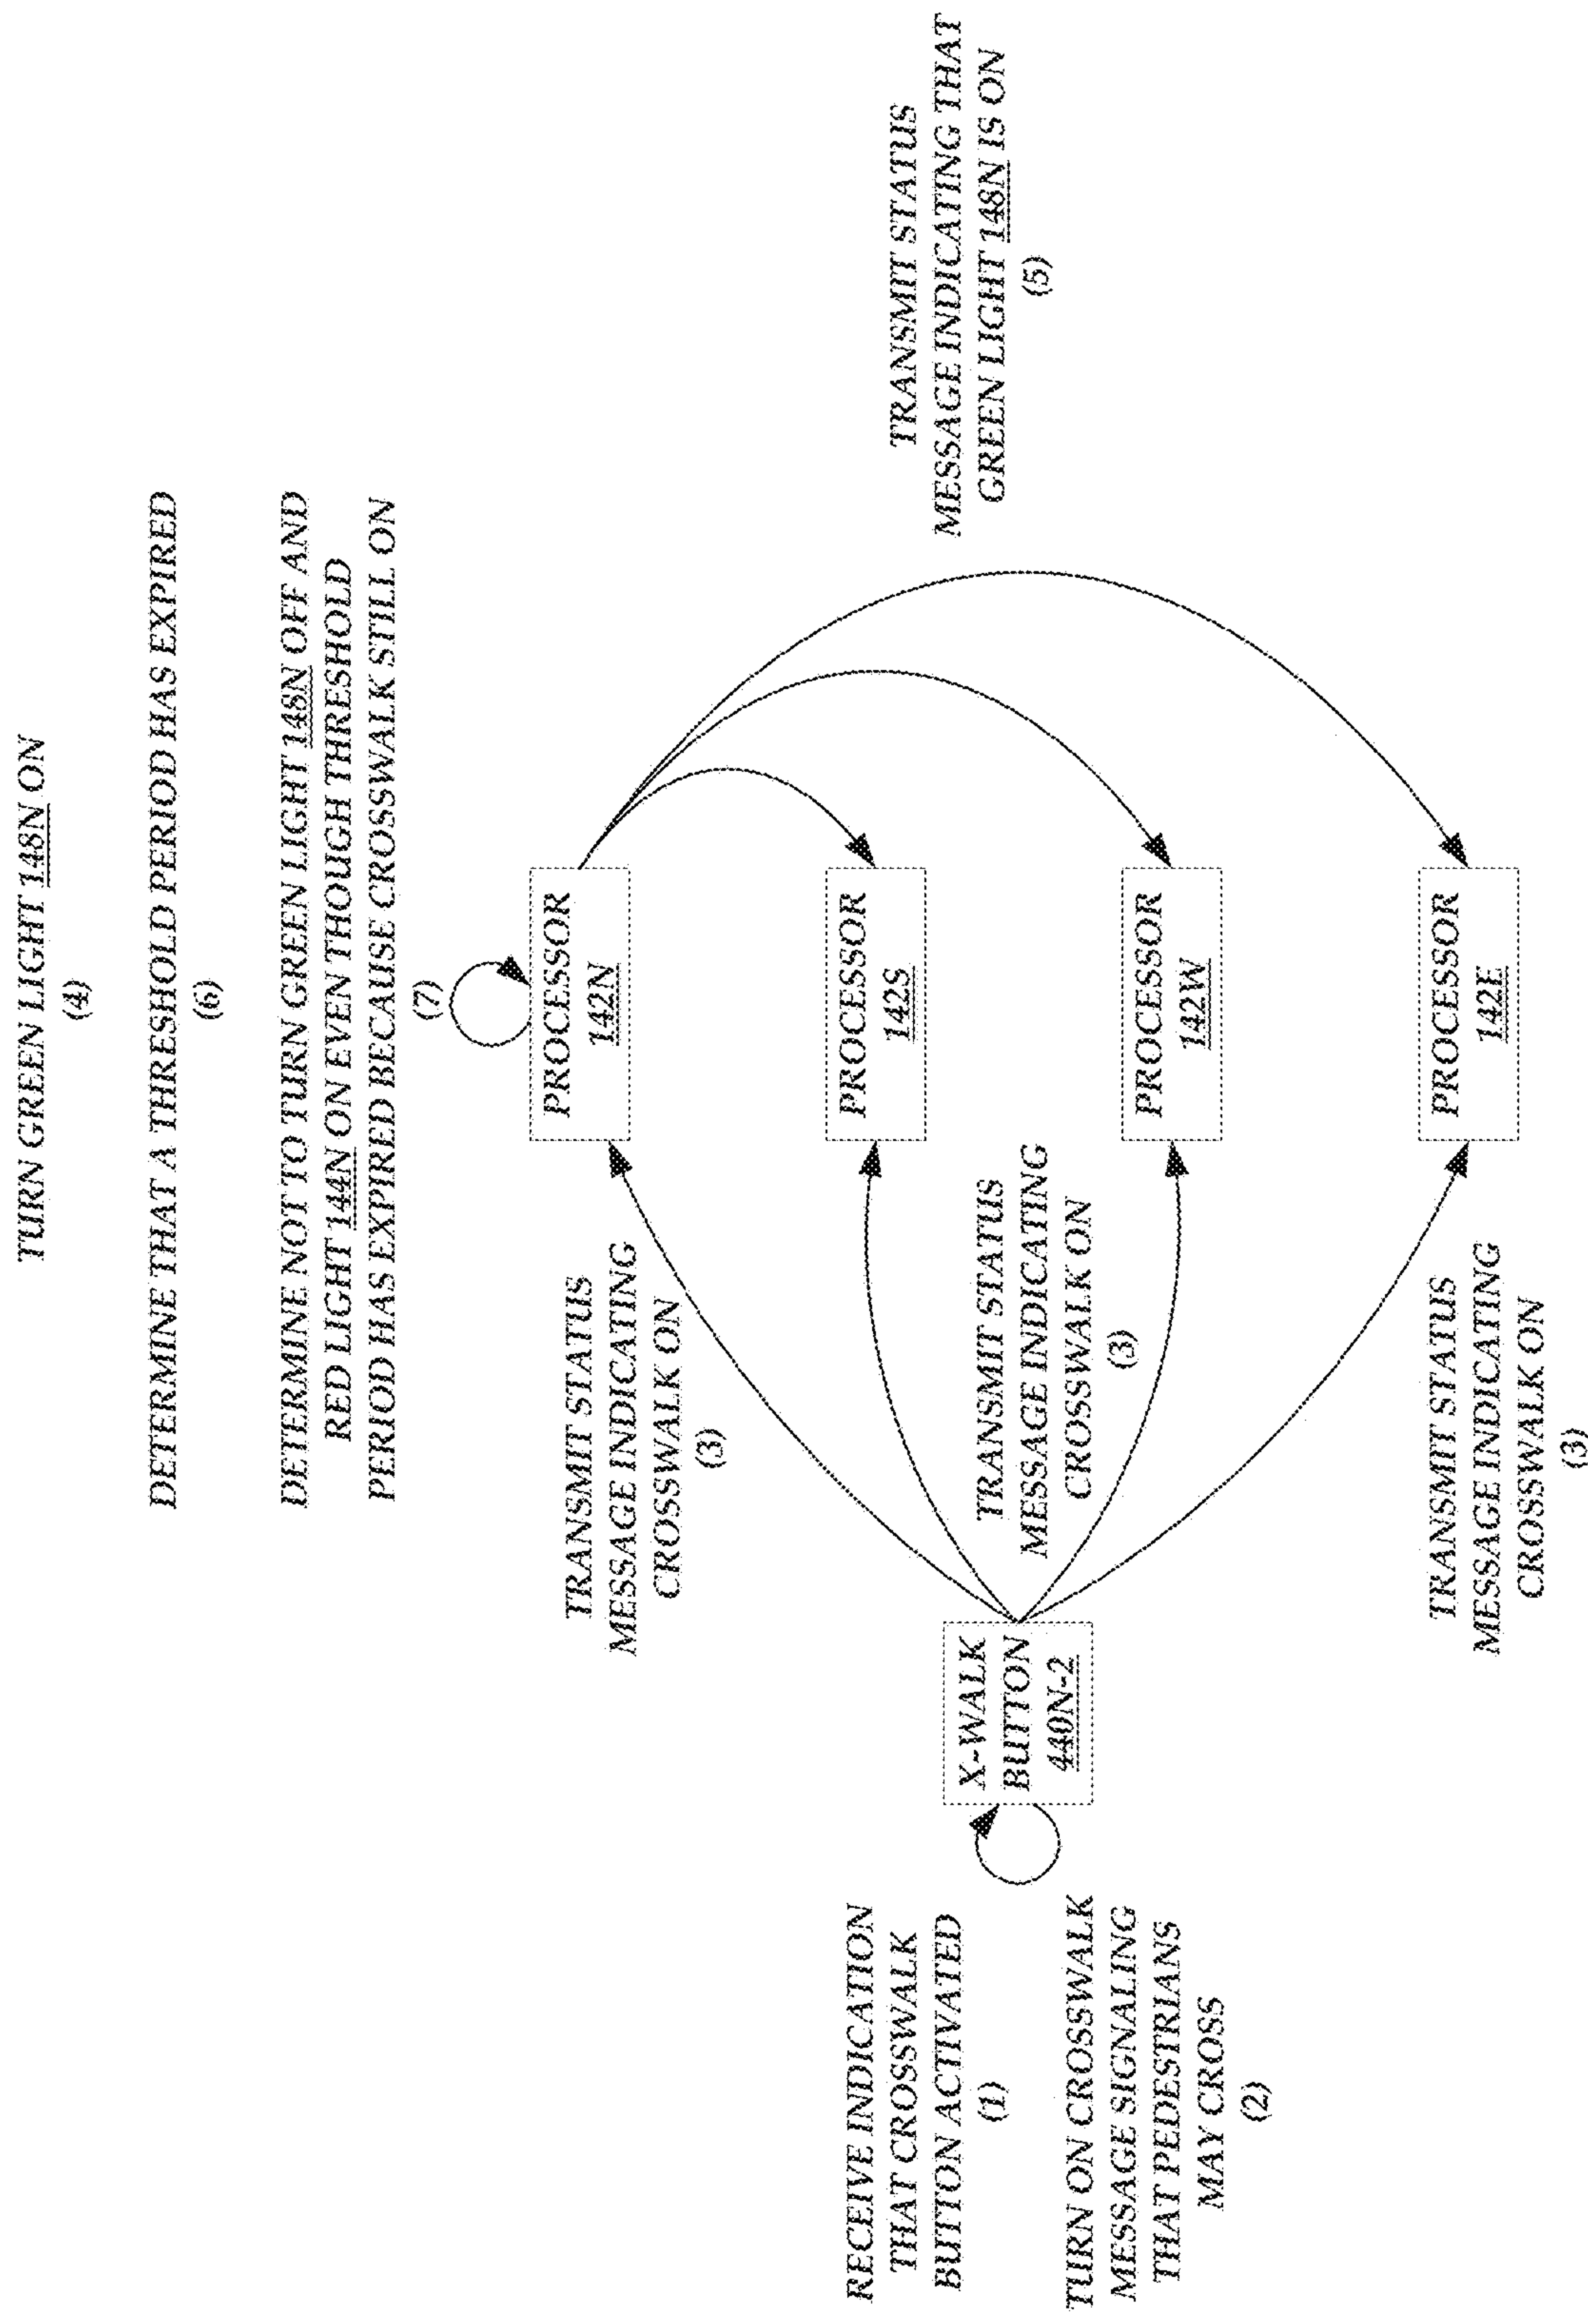 TURN GREEN LIGHT 148N ON
(4)
DETERMINE THAT A THRESHOLD PERIOD HAS EXPIRED
(6)
DETERMINE NOT TO TURN GREEN LIGHT 148N OFF AND
RED LIGHT 144N ON EVEN THOUGH THRESHOLD
PERIOD HAS EXPIRED BECAUSE CROSSWALK STILL ON
(7)
RECEIVE INDICATION
THAT CROSSWALK
BUTTON ACTIVATED
(1)
TURN ON CROSSWALK
MESSAGE SIGNALING
THAT PEDESTRIANS
MAY CROSS
(2)
X-WALK
BUTTON
440N-2
TRANSMIT STATUS
MESSAGE INDICATING
CROSSWALK ON
(3)
TRANSMIT STATUS
MESSAGE INDICATING
CROSSWALK ON
(3)
TRANSMIT STATUS
MESSAGE INDICATING
CROSSWALK ON
(3)
PROCESSOR
142N
PROCESSOR
142S
PROCESSOR
142W
PROCESSOR
142E
TRANSMIT STATUS
MESSAGE INDICATING THAT
GREEN LIGHT 148N IS ON
(5)